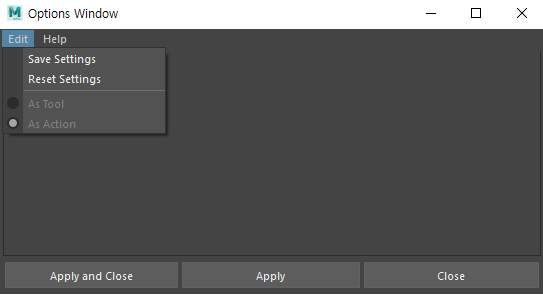 Options Window
Edit Help
Save Settings
Reset Settings
As Tool
As Action
Apply and Close Apply Close